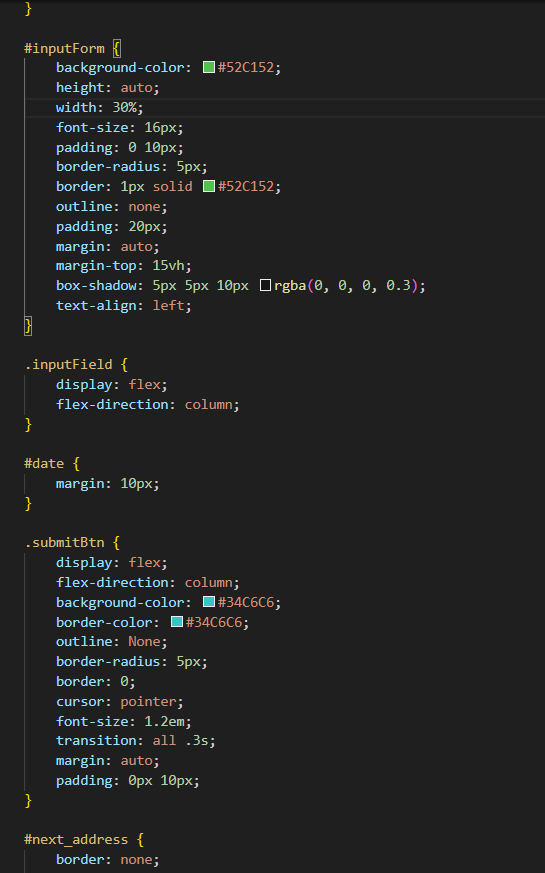 }
#inputForm {
    background-color: #52C152;
    height: auto;
    width: 30%;
    font-size: 16px;
    padding: 0 10px;
    border-radius: 5px;
    border: 1px solid #52C152;
    outline: none;
    padding: 20px;
    margin: auto;
    margin-top: 15vh;
    box-shadow: 5px 5px 10px rgba(0, 0, 0, 0.3);
    text-align: left;
}
.inputField {
    display: flex;
    flex-direction: column;
}
#date {
    margin: 10px;
}
.submitBtn {
    display: flex;
    flex-direction: column;
    background-color: #34C6C6;
    border-color: #34C6C6;
    outline: None;
    border-radius: 5px;
    border: 0;
    cursor: pointer;
    font-size: 1.2em;
    transition: all .3s;
    margin: auto;
    padding: 0px 10px;
}
#next_address {
    border: none;